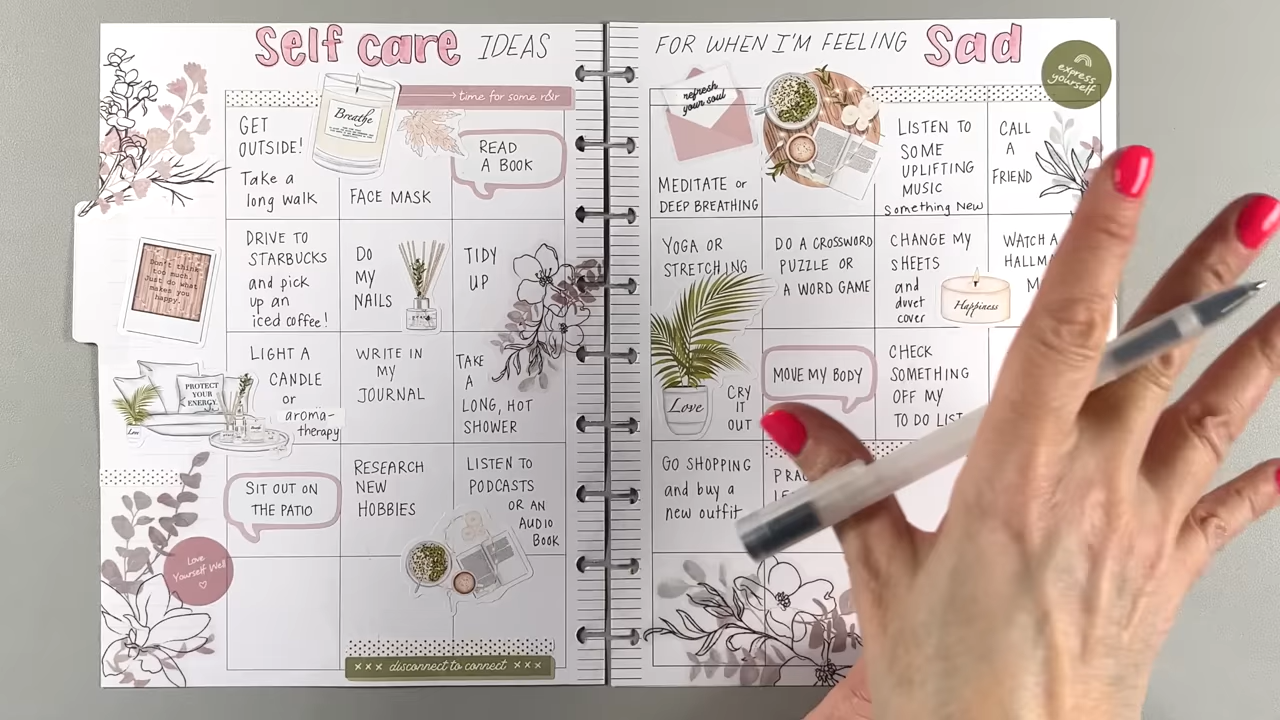 Self care IDEAS
FOR WHEN I'M FEELING Sad
express
yourself
Breathe
time for some r&r
GET
OUTSIDE!
Take a
long walk
FACE MASK
READ
A BOOK
refresh
your soul
MEDITATE or
DEEP BREATHING
LISTEN TO
SOME
UPLIFTING
MUSIC
Something New
CALL
A
FRIEND
Don't think
too much.
Just do what
makes you
happy.
DRIVE TO
STARBUCKS
and pick
up an
iced coffee!
DO
MY
NAILS
TIDY
UP
YOGA OR
STRETCHING
DO A CROSSWORD
PUZZLE OR
A WORD GAME
CHANGE MY
SHEETS
and
duvet
cover
Happiness
WATCH A
PROTECT
YOUR
ENERGY
Love
LIGHT A
CANDLE
or
aroma-
therapy
WRITE IN
MY
JOURNAL
TAKE
A
LONG, HOT
SHOWER
Love
CRY
IT
OUT
MOVE MY BODY
CHECK
SOMETHING
OFF MY
TO DO LIST
SIT OUT ON
THE PATIO
RESEARCH
NEW
HOBBIES
LISTEN TO
PODCASTS
OR AN
AUDIO
BOOK
GO SHOPPING
and buy a
new outfit
Love
Yourself Well
xxx disconnect to connect xxx